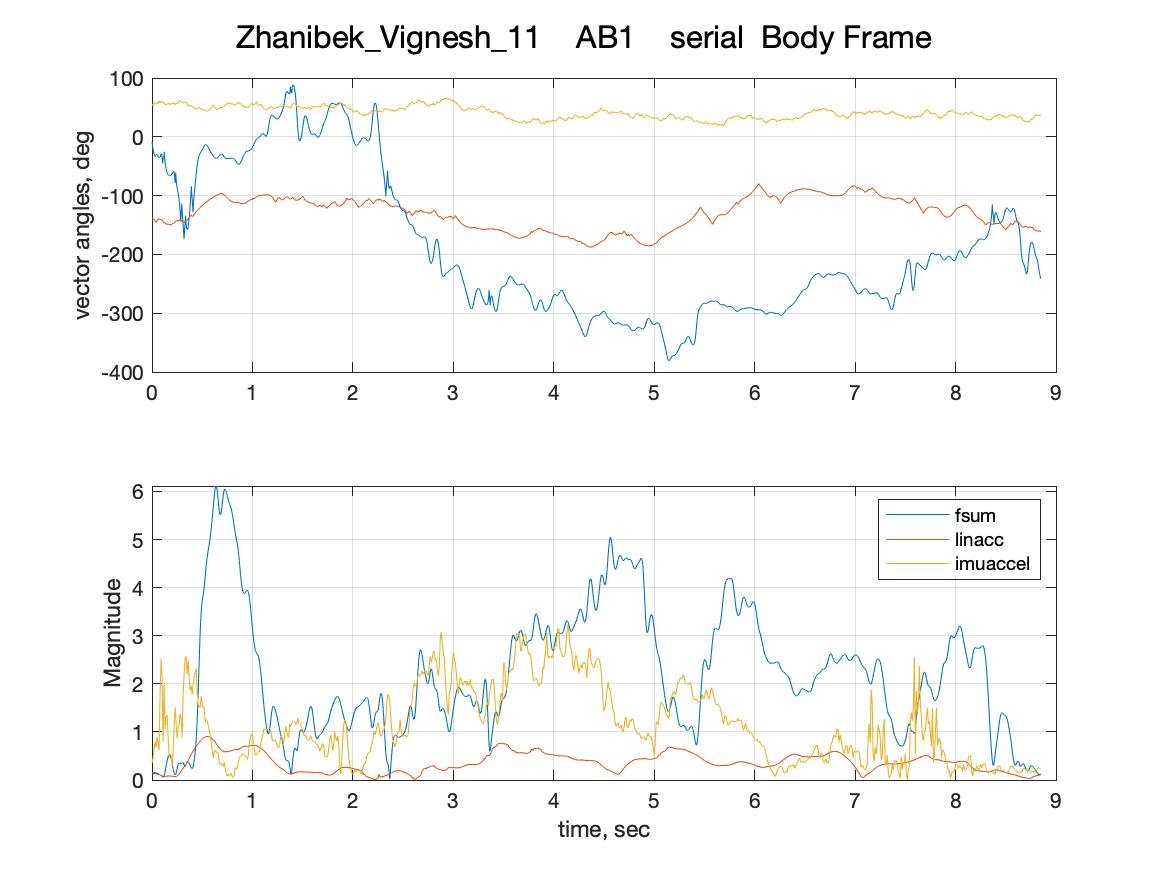 Zhanibek_Vignesh_11 AB1 serial Body Frame
100
0
-100
-200
-300
-400
vector angles, deg
0 1 2 3 4 5 6 7 8 9
6
5
4
3
2
1
0
Magnitude
fsum
linacc
imuaccel
0 1 2 3 4 5 6 7 8 9
time, sec